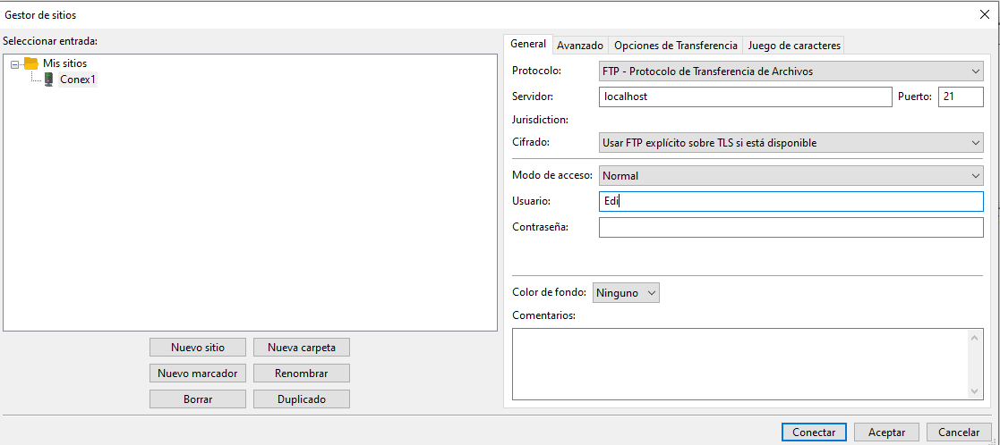 Gestor de sitios
Seleccionar entrada:
Mis sitios
Conex1
Nuevo sitio Nueva carpeta
Nuevo marcador Renombrar
Borrar Duplicado
General Avanzado Opciones de Transferencia Juego de caracteres
Protocolo: FTP - Protocolo de Transferencia de Archivos
Servidor: localhost Puerto: 21
Jurisdiction:
Cifrado: Usar FTP explícito sobre TLS si está disponible
Modo de acceso: Normal
Usuario: Edi
Contraseña:
Color de fondo: Ninguno
Comentarios:
Conectar Aceptar Cancelar